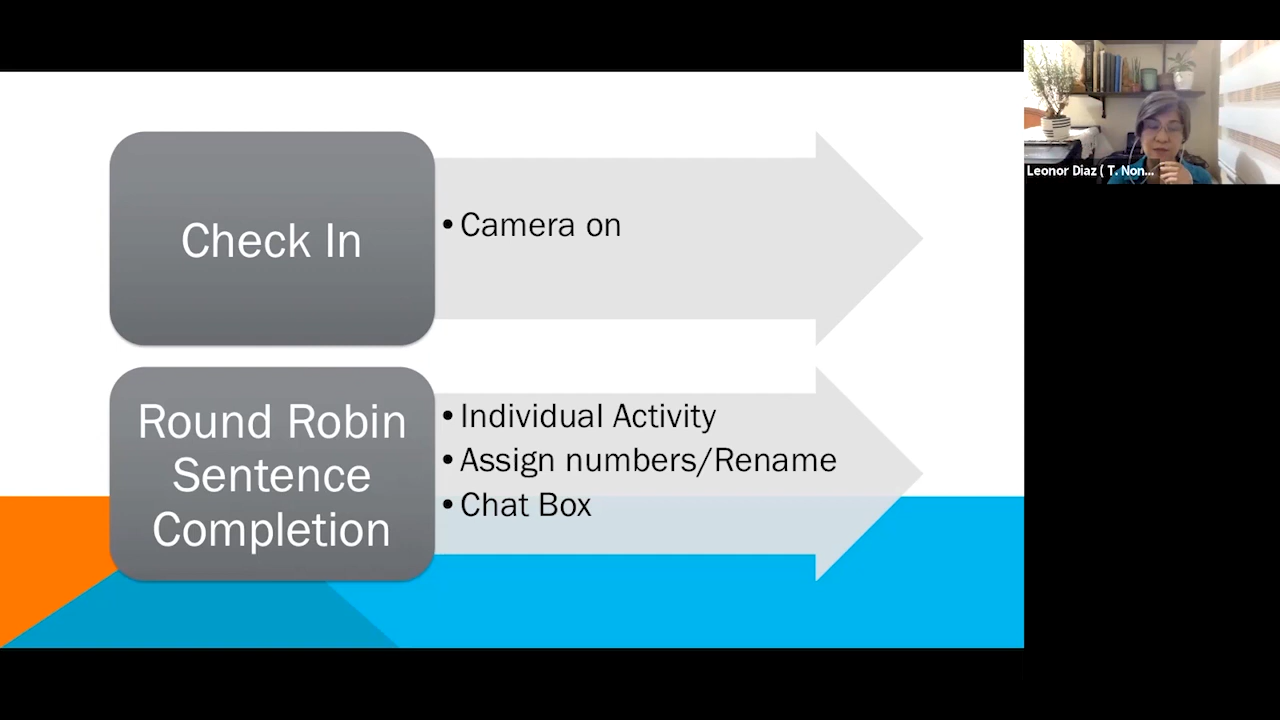 Check In
• Camera on
Round Robin
Sentence
Completion
• Individual Activity
• Assign numbers/Rename
• Chat Box
Leonor Diaz ( T. Non...